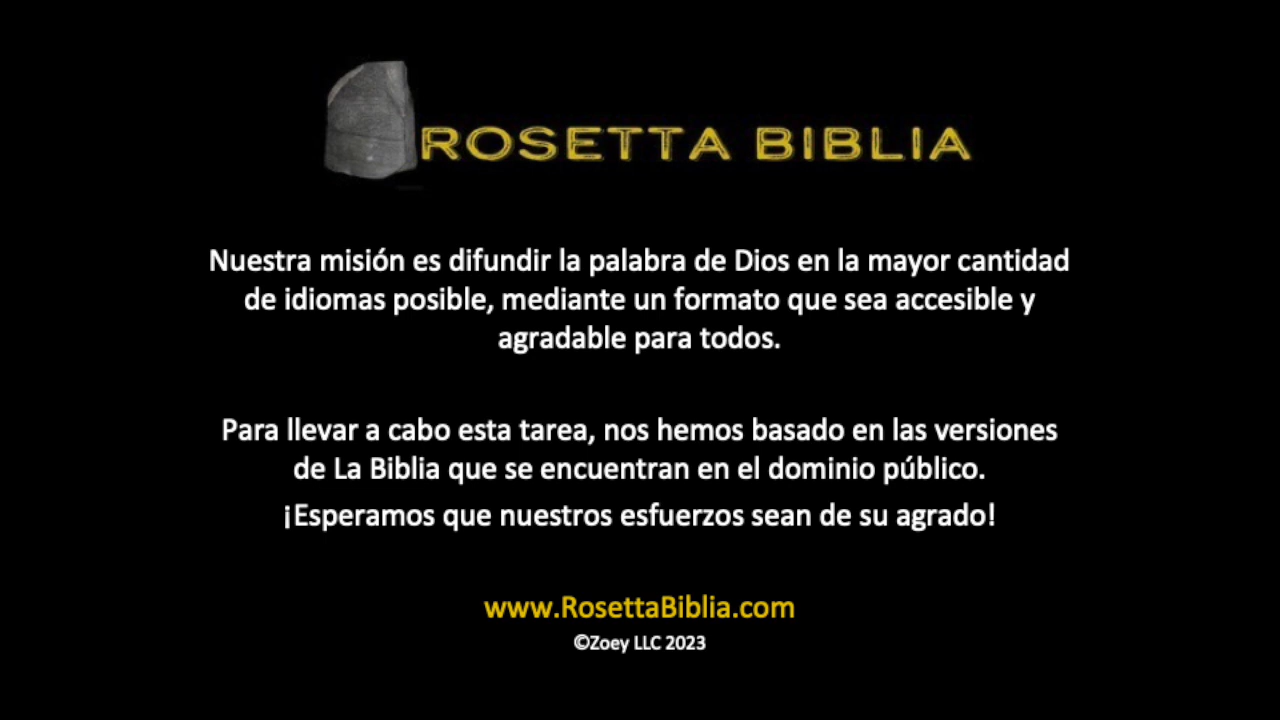 ROSETTA BIBLIA
Nuestra misión es difundir la palabra de Dios en la mayor cantidad
de idiomas posible, mediante un formato que sea accesible y
agradable para todos.
Para llevar a cabo esta tarea, nos hemos basado en las versiones
de La Biblia que se encuentran en el dominio público.
¡Esperamos que nuestros esfuerzos sean de su agrado!
www.RosettaBiblia.com
©Zoey LLC 2023